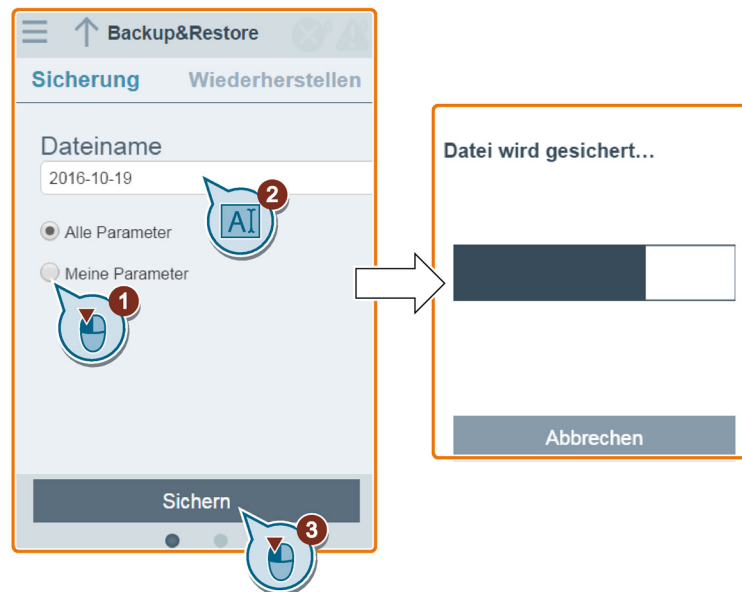 Backup&Restore
Sicherung Wiederherstellen
Dateiname
2016-10-19
2
AI
Alle Parameter
Meine Parameter
1
Sichern
3
Datei wird gesichert...
Abbrechen